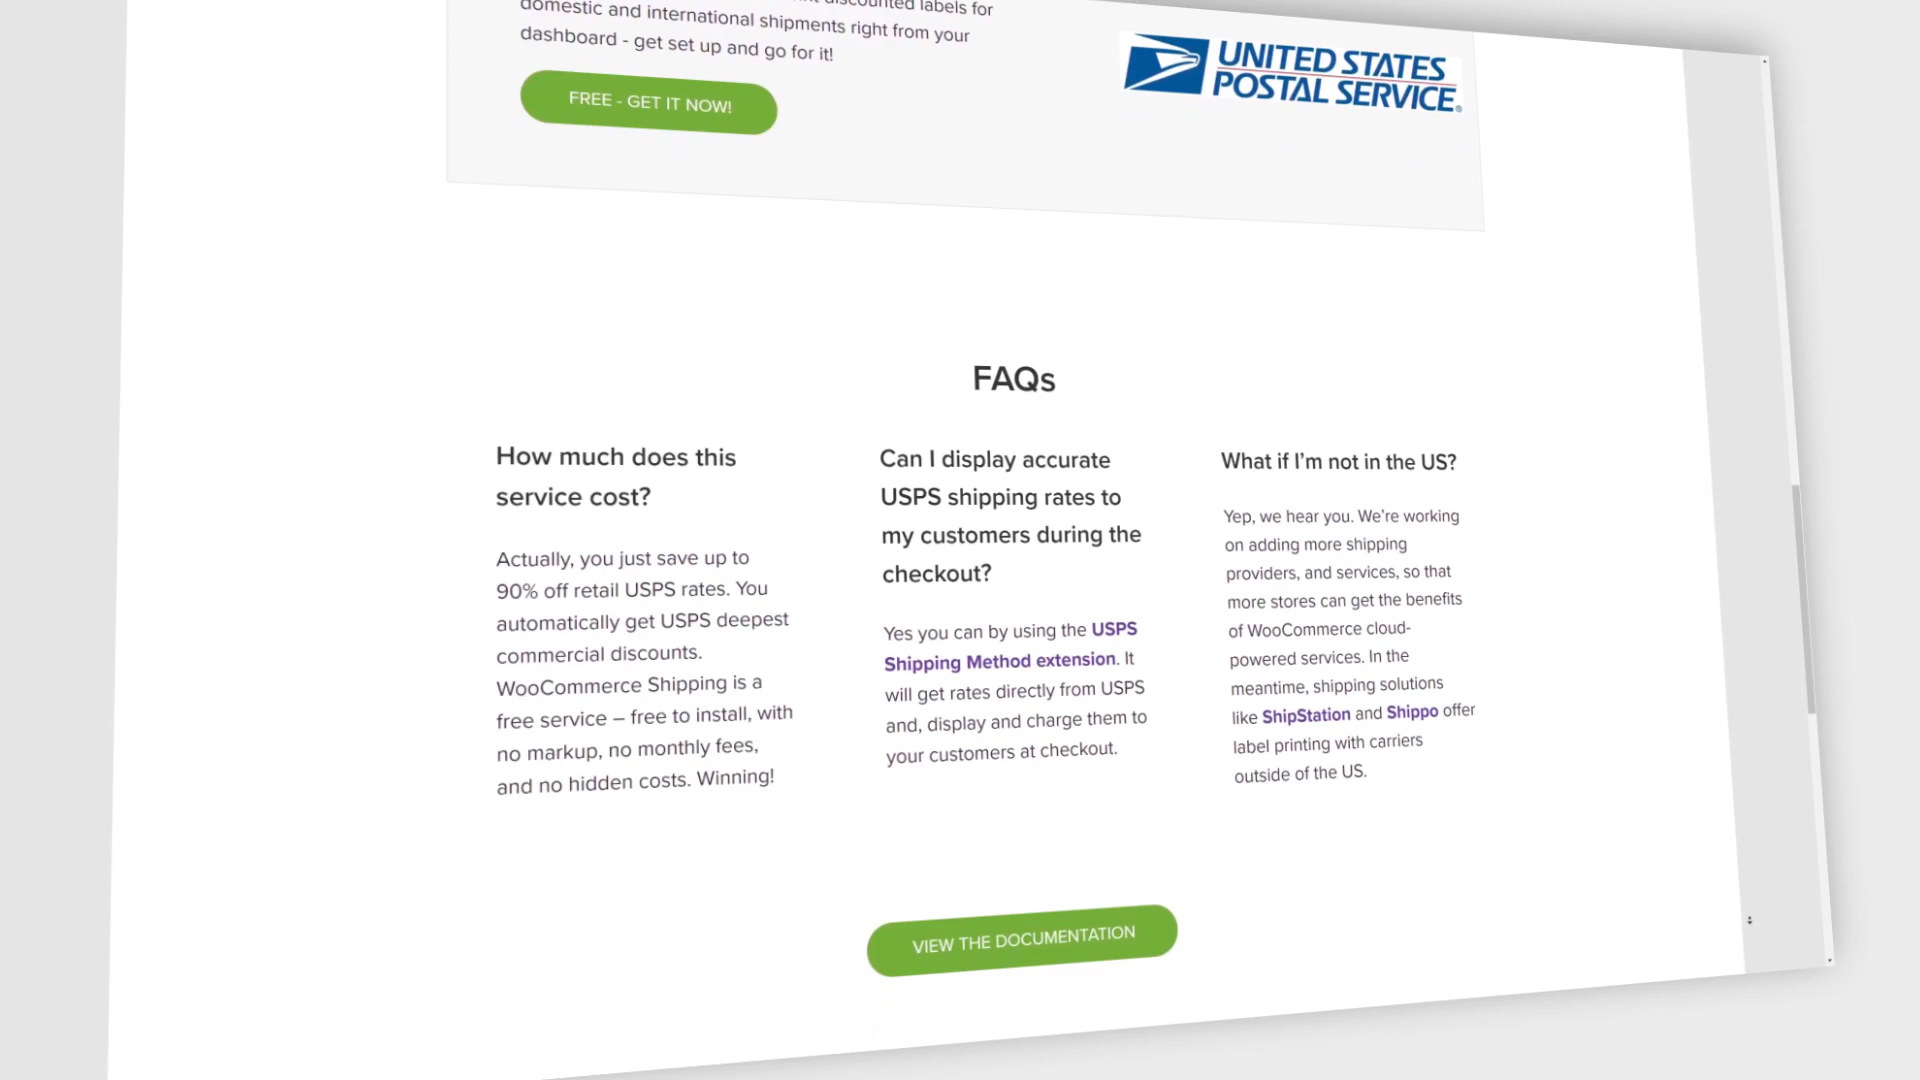 discounted labels for
domestic and international shipments right from your
dashboard - get set up and go for it!
FREE - GET IT NOW!
UNITED STATES
POSTAL SERVICE®
FAQs
How much does this
service cost?
Actually, you just save up to
90% off retail USPS rates. You
automatically get USPS deepest
commercial discounts.
WooCommerce Shipping is a
free service – free to install, with
no markup, no monthly fees,
and no hidden costs. Winning!
Can I display accurate
USPS shipping rates to
my customers during the
checkout?
Yes you can by using the USPS
Shipping Method extension. It
will get rates directly from USPS
and, display and charge them to
your customers at checkout.
What if I’m not in the US?
Yep, we hear you. We’re working
on adding more shipping
providers, and services, so that
more stores can get the benefits
of WooCommerce cloud-
powered services. In the
meantime, shipping solutions
like ShipStation and Shippo offer
label printing with carriers
outside of the US.
VIEW THE DOCUMENTATION